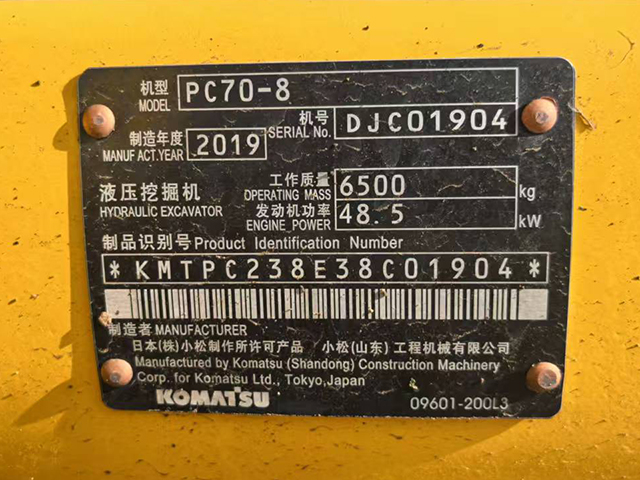 机型 MODEL PC70-8
机号 SERIAL No. DJC01904
制造年度 MANUFACT.YEAR 2019
液压挖掘机 HYDRAULIC EXCAVATOR
工作质量 OPERATING MASS 6500 kg
发动机功率 ENGINE POWER 48.5 kW
制品识别号 Product Identification Number
*KMTPC238E38C01904*
制造者 MANUFACTURER
日本(株)小松制作所许可产品 小松(山东)工程机械有限公司
Manufactured by Komatsu (Shandong) Construction Machinery
Corp. for Komatsu Ltd., Tokyo,Japan
KOMATSU 09601-200L3